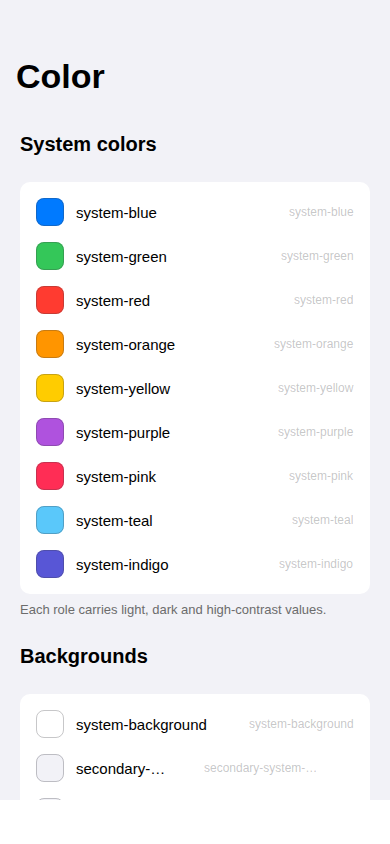 Color
System colors
system-blue system-blue
system-green system-green
system-red system-red
system-orange system-orange
system-yellow system-yellow
system-purple system-purple
system-pink system-pink
system-teal system-teal
system-indigo system-indigo
Each role carries light, dark and high-contrast values.
Backgrounds
system-background system-background
secondary-… secondary-system-…